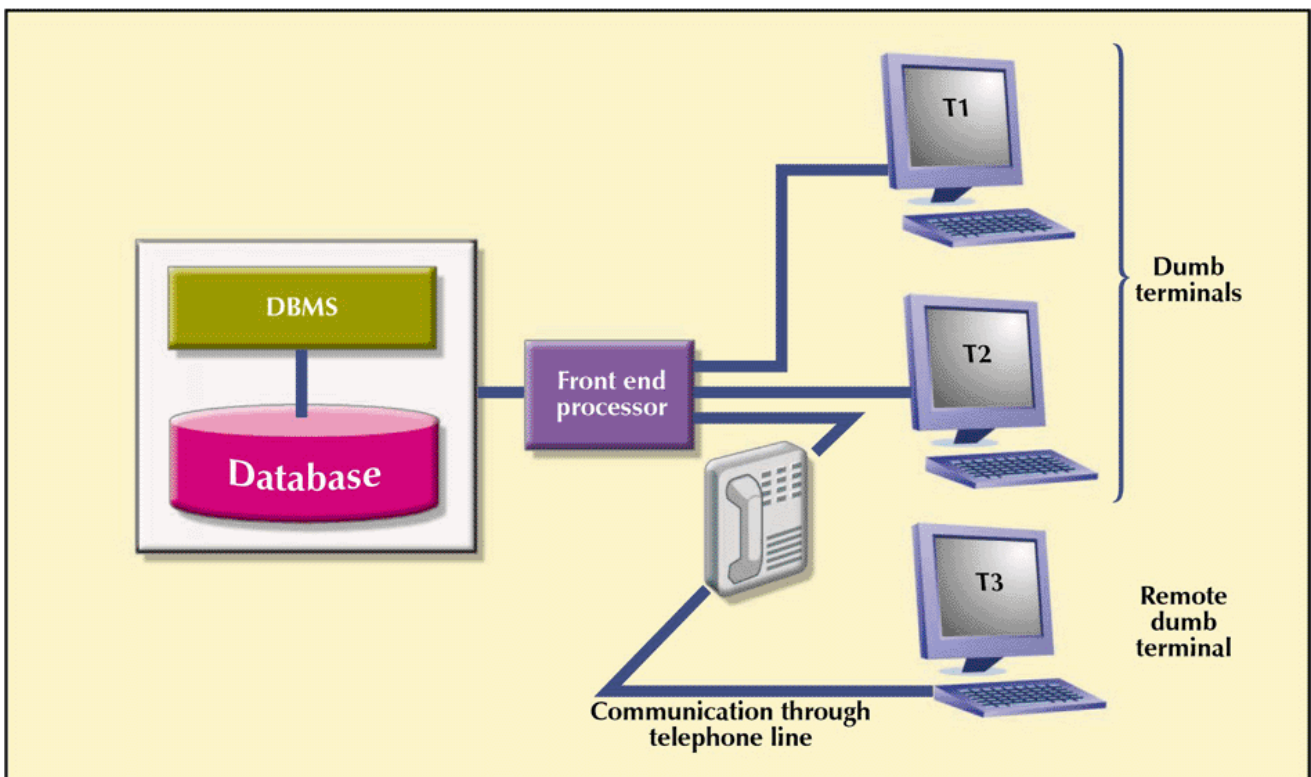 T1
DBMS
Dumb
terminals
Front end
processor
T2
Database
T3
Remote
dumb
terminal
Communication through
telephone line